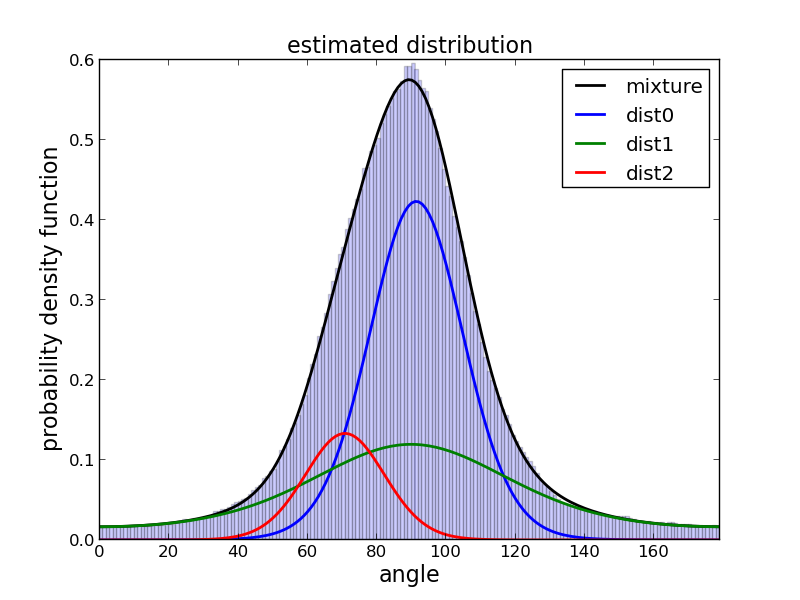 estimated distribution
probability density function
0.6
0.5
0.4
0.3
0.2
0.1
0.0
mixture
dist0
dist1
dist2
0 20 40 60 80 100 120 140 160
angle